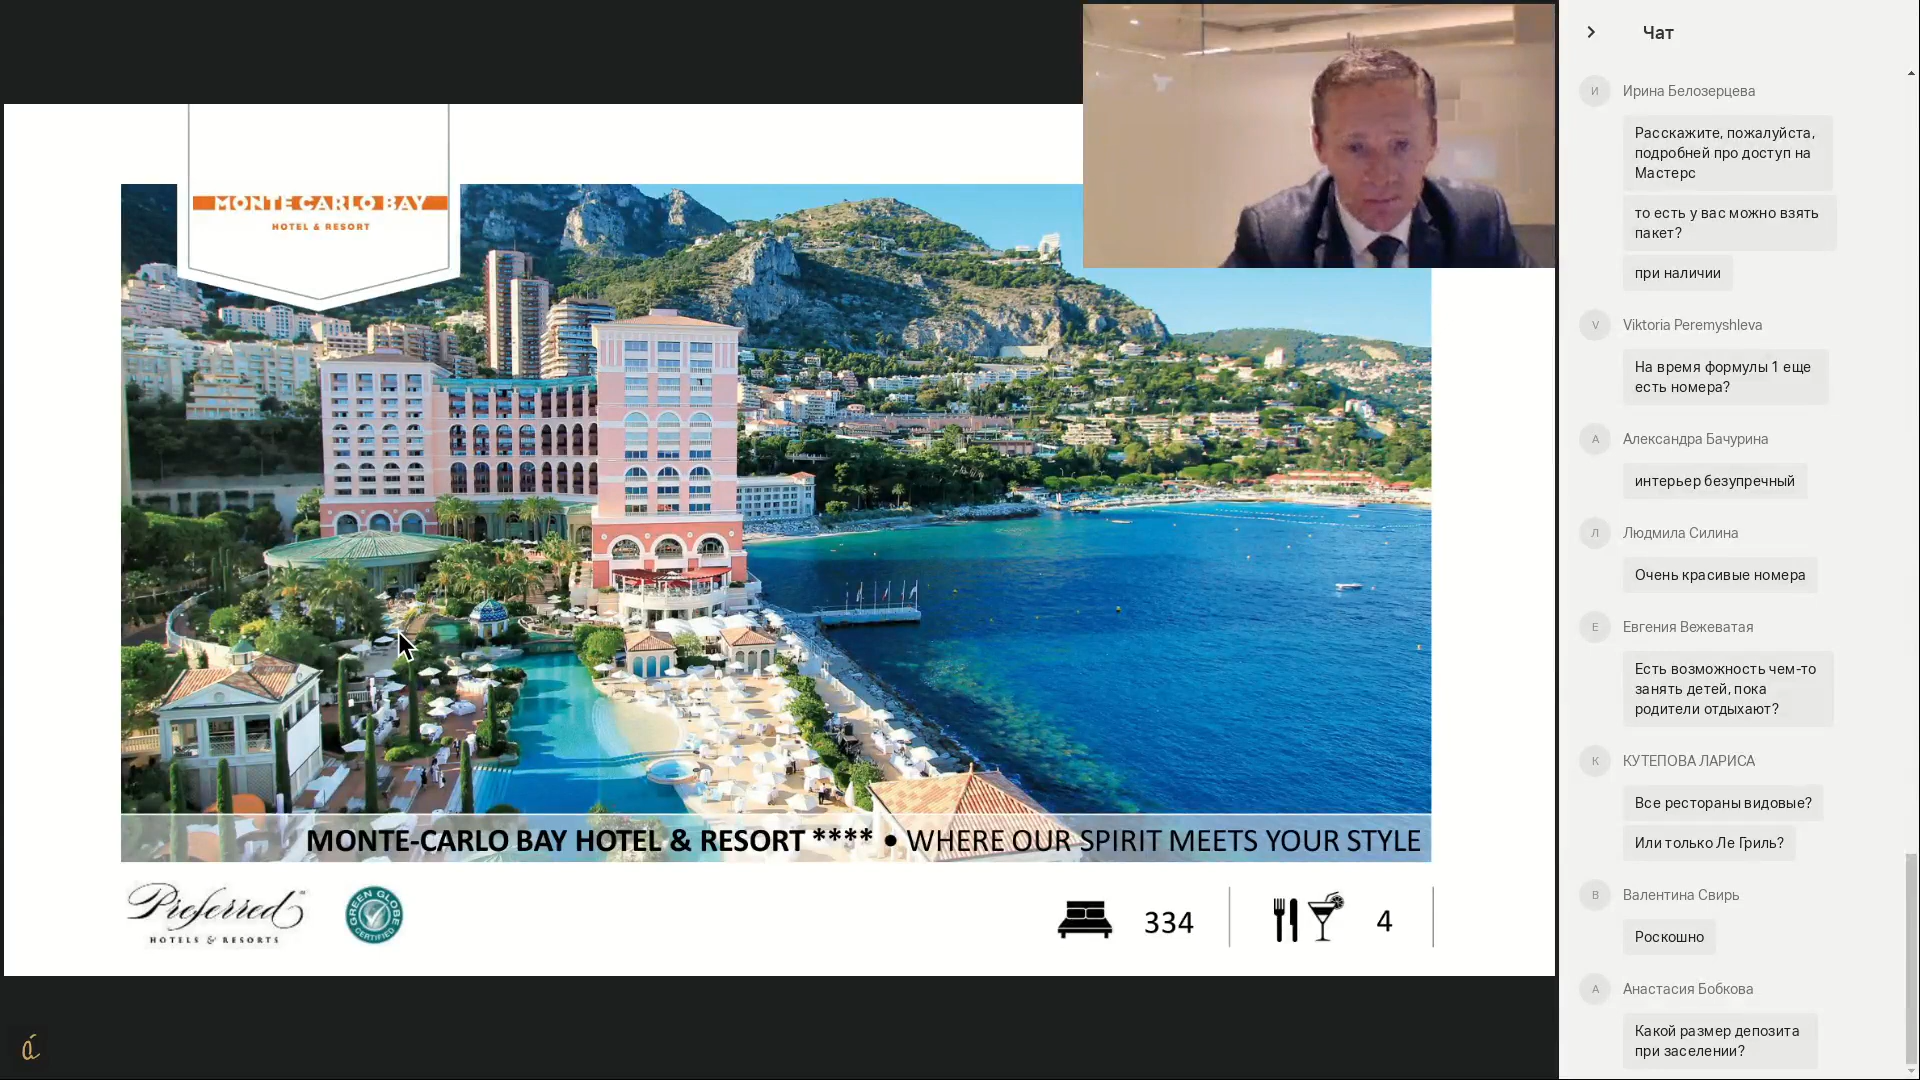 MONTE CARLO BAY
HOTEL & RESORT
MONTE-CARLO BAY HOTEL & RESORT **** • WHERE OUR SPIRIT MEETS YOUR STYLE
Preferred
HOTELS & RESORTS
GREEN GLOBE
CERTIFIED
334
4
á
Чат
И
Ирина Белозерцева
Расскажите, пожалуйста,
подробней про доступ на
Мастерс
то есть у вас можно взять
пакет?
при наличии
V
Viktoria Peremyshleva
На время формулы 1 еще
есть номера?
А
Александра Бачурина
интерьер безупречный
Л
Людмила Силина
Очень красивые номера
Е
Евгения Вежеватая
Есть возможность чем-то
занять детей, пока
родители отдыхают?
К
КУТЕПОВА ЛАРИСА
Все рестораны видовые?
Или только Ле Гриль?
В
Валентина Свирь
Роскошно
А
Анастасия Бобкова
Какой размер депозита
при заселении?